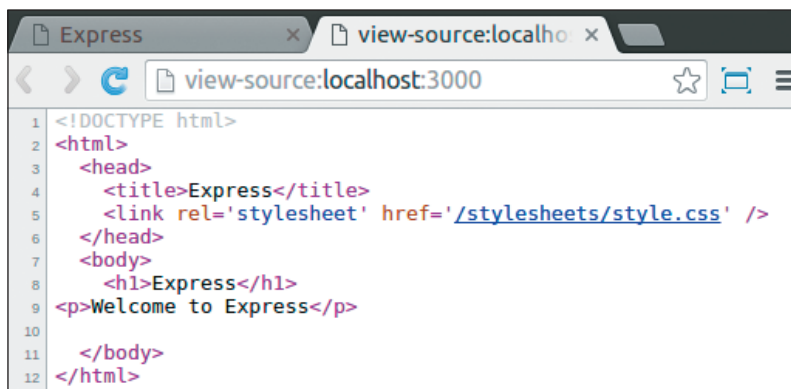 Express
view-source:localho
view-source:localhost:3000
1 <!DOCTYPE html>
2 <html>
3   <head>
4     <title>Express</title>
5     <link rel='stylesheet' href='/stylesheets/style.css' />
6   </head>
7   <body>
8     <h1>Express</h1>
9 <p>Welcome to Express</p>
10
11   </body>
12 </html>